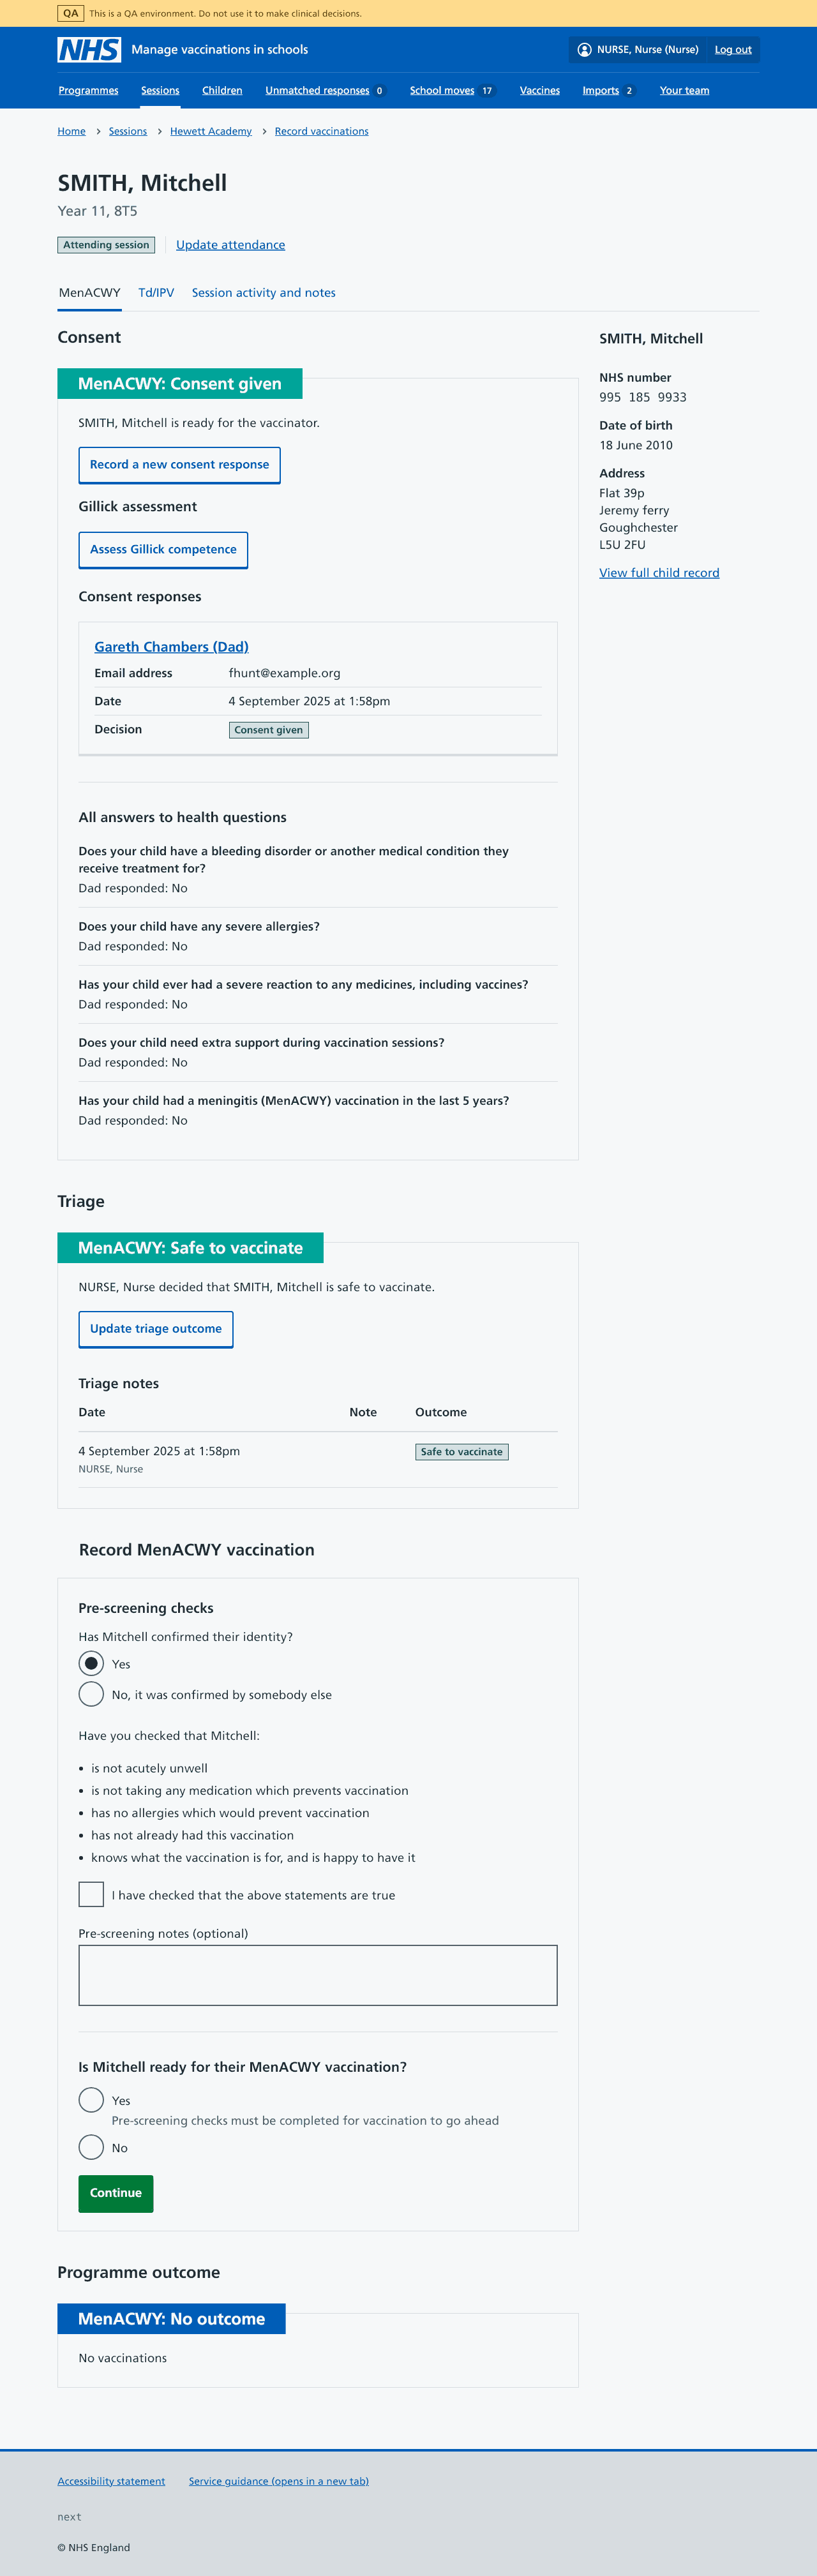 QA This is a QA environment. Do not use it to make clinical decisions.
NHS Manage vaccinations in schools NURSE, Nurse (Nurse) Log out
Programmes Sessions Children Unmatched responses 0 School moves 17 Vaccines Imports 2 Your team
Home Sessions Hewett Academy Record vaccinations
SMITH, Mitchell
Year 11, 8T5
Attending session Update attendance
MenACWY Td/IPV Session activity and notes
Consent
MenACWY: Consent given
SMITH, Mitchell is ready for the vaccinator.
Record a new consent response
Gillick assessment
Assess Gillick competence
Consent responses
Gareth Chambers (Dad)
Email address fhunt@example.org
Date 4 September 2025 at 1:58pm
Decision Consent given
All answers to health questions
Does your child have a bleeding disorder or another medical condition they
receive treatment for?
Dad responded: No
Does your child have any severe allergies?
Dad responded: No
Has your child ever had a severe reaction to any medicines, including vaccines?
Dad responded: No
Does your child need extra support during vaccination sessions?
Dad responded: No
Has your child had a meningitis (MenACWY) vaccination in the last 5 years?
Dad responded: No
SMITH, Mitchell
NHS number
995 185 9933
Date of birth
18 June 2010
Address
Flat 39p
Jeremy ferry
Goughchester
L5U 2FU
View full child record
Triage
MenACWY: Safe to vaccinate
NURSE, Nurse decided that SMITH, Mitchell is safe to vaccinate.
Update triage outcome
Triage notes
Date Note Outcome
4 September 2025 at 1:58pm Safe to vaccinate
NURSE, Nurse
Record MenACWY vaccination
Pre-screening checks
Has Mitchell confirmed their identity?
Yes
No, it was confirmed by somebody else
Have you checked that Mitchell:
• is not acutely unwell
• is not taking any medication which prevents vaccination
• has no allergies which would prevent vaccination
• has not already had this vaccination
• knows what the vaccination is for, and is happy to have it
I have checked that the above statements are true
Pre-screening notes (optional)
Is Mitchell ready for their MenACWY vaccination?
Yes
Pre-screening checks must be completed for vaccination to go ahead
No
Continue
Programme outcome
MenACWY: No outcome
No vaccinations
Accessibility statement Service guidance (opens in a new tab)
next
© NHS England